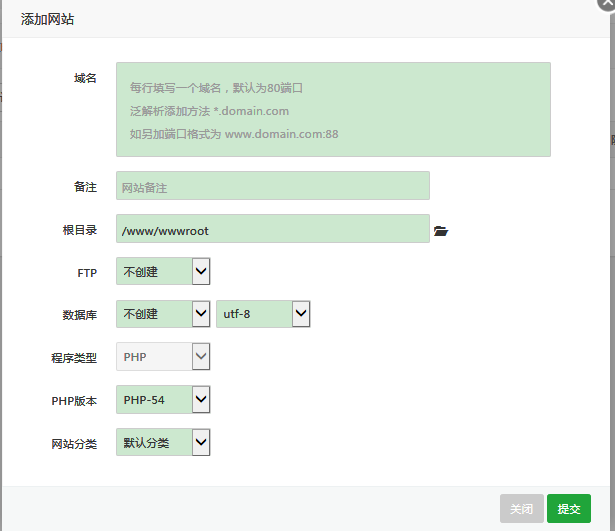 添加网站
域名
每行填写一个域名，默认为80端口
泛解析添加方法 *.domain.com
如另加端口格式为 www.domain.com:88
备注 网站备注
根目录 /www/wwwroot
FTP 不创建
数据库 不创建 utf-8
程序类型 PHP
PHP版本 PHP-54
网站分类 默认分类
关闭 提交